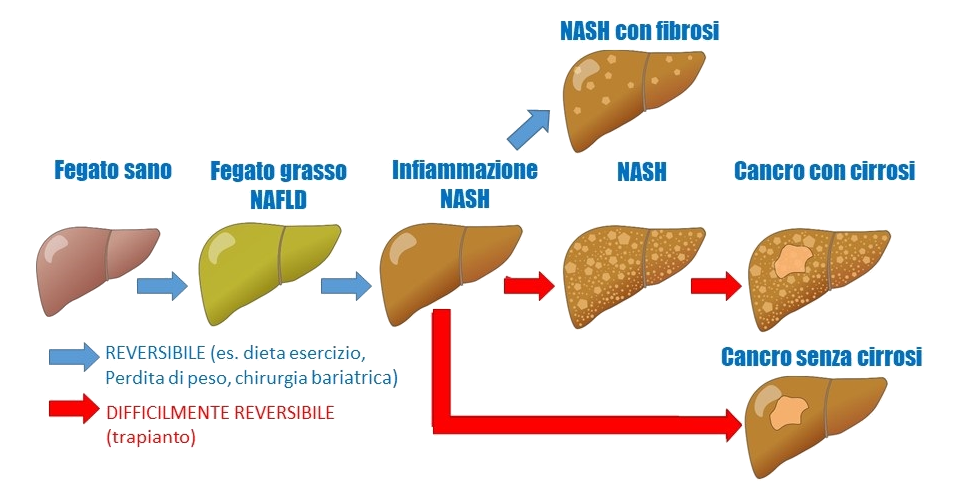 NASH con fibrosi
Fegato sano
Fegato grasso
NAFLD
Infiammazione
NASH
NASH
Cancro con cirrosi
Cancro senza cirrosi
REVERSIBILE (es. dieta esercizio,
Perdita di peso, chirurgia bariatrica)
DIFFICILMENTE REVERSIBILE
(trapianto)